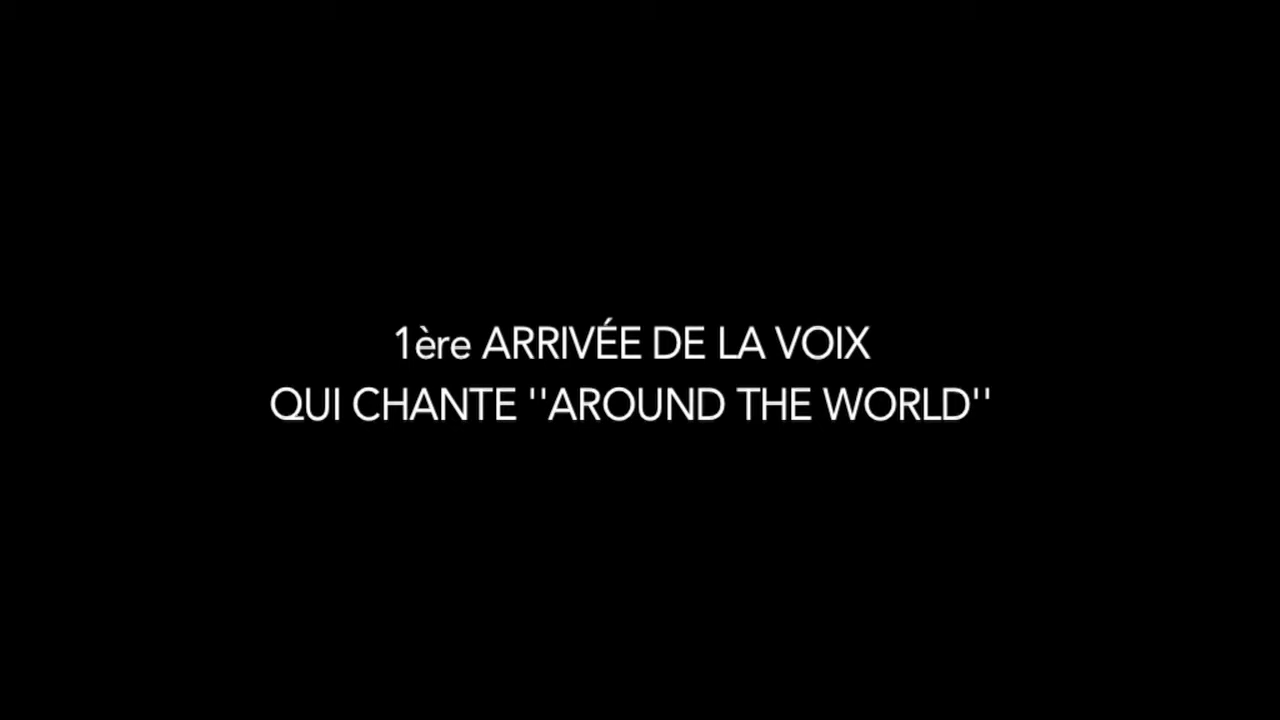 1ère ARRIVÉE DE LA VOIX
QUI CHANTE ''AROUND THE WORLD''